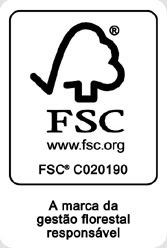 FSC
www.fsc.org
FSC® C020190
A marca da
gestão florestal
responsável